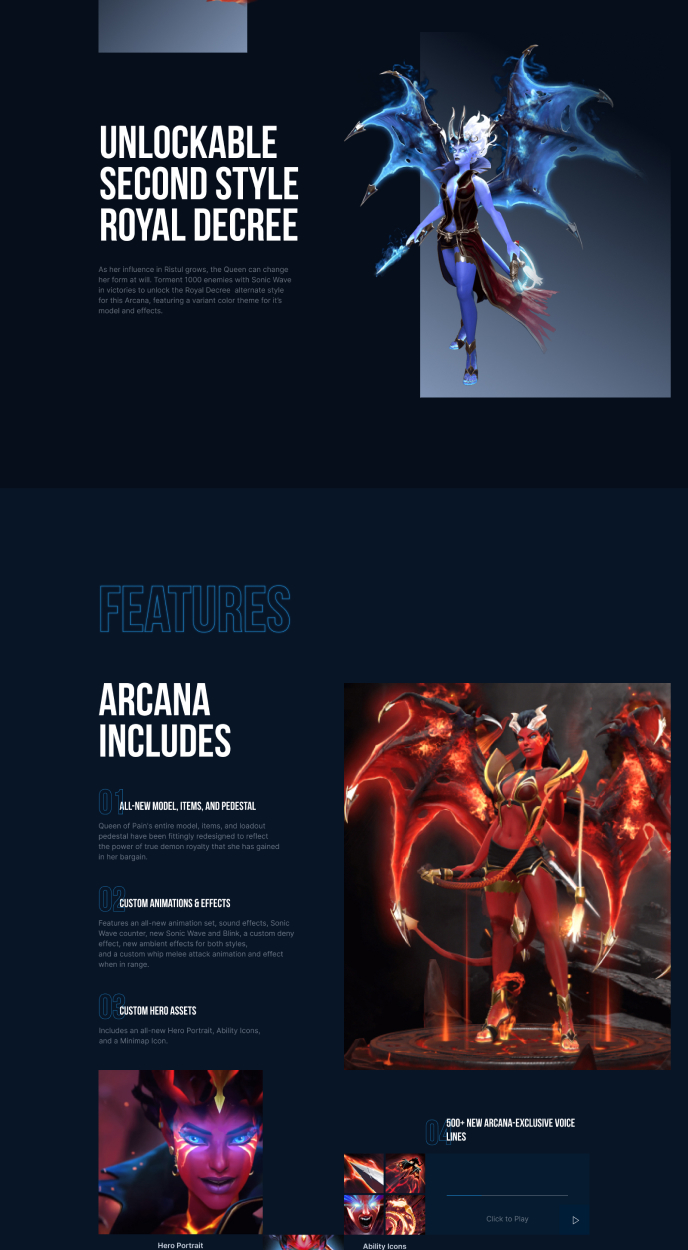 UNLOCKABLE
SECOND STYLE
ROYAL DECREE
As her influence in Ristul grows, the Queen can change
her form at will. Torment 1000 enemies with Sonic Wave
in victories to unlock the Royal Decree alternate style
for this Arcana, featuring a variant color theme for it's
model and effects.
FEATURES
ARCANA
INCLUDES
01 ALL-NEW MODEL, ITEMS, AND PEDESTAL
Queen of Pain's entire model, items, and loadout
pedestal have been fittingly redesigned to reflect
the power of true demon royalty that she has gained
in her bargain.
02 CUSTOM ANIMATIONS & EFFECTS
Features an all-new animation set, sound effects, Sonic
Wave counter, new Sonic Wave and Blink, a custom deny
effect, new ambient effects for both styles,
and a custom whip melee attack animation and effect
when in range.
03 CUSTOM HERO ASSETS
Includes an all-new Hero Portrait, Ability Icons,
and a Minimap Icon.
04 500+ NEW ARCANA-EXCLUSIVE VOICE
LINES
Click to Play
Hero Portrait
Ability Icons